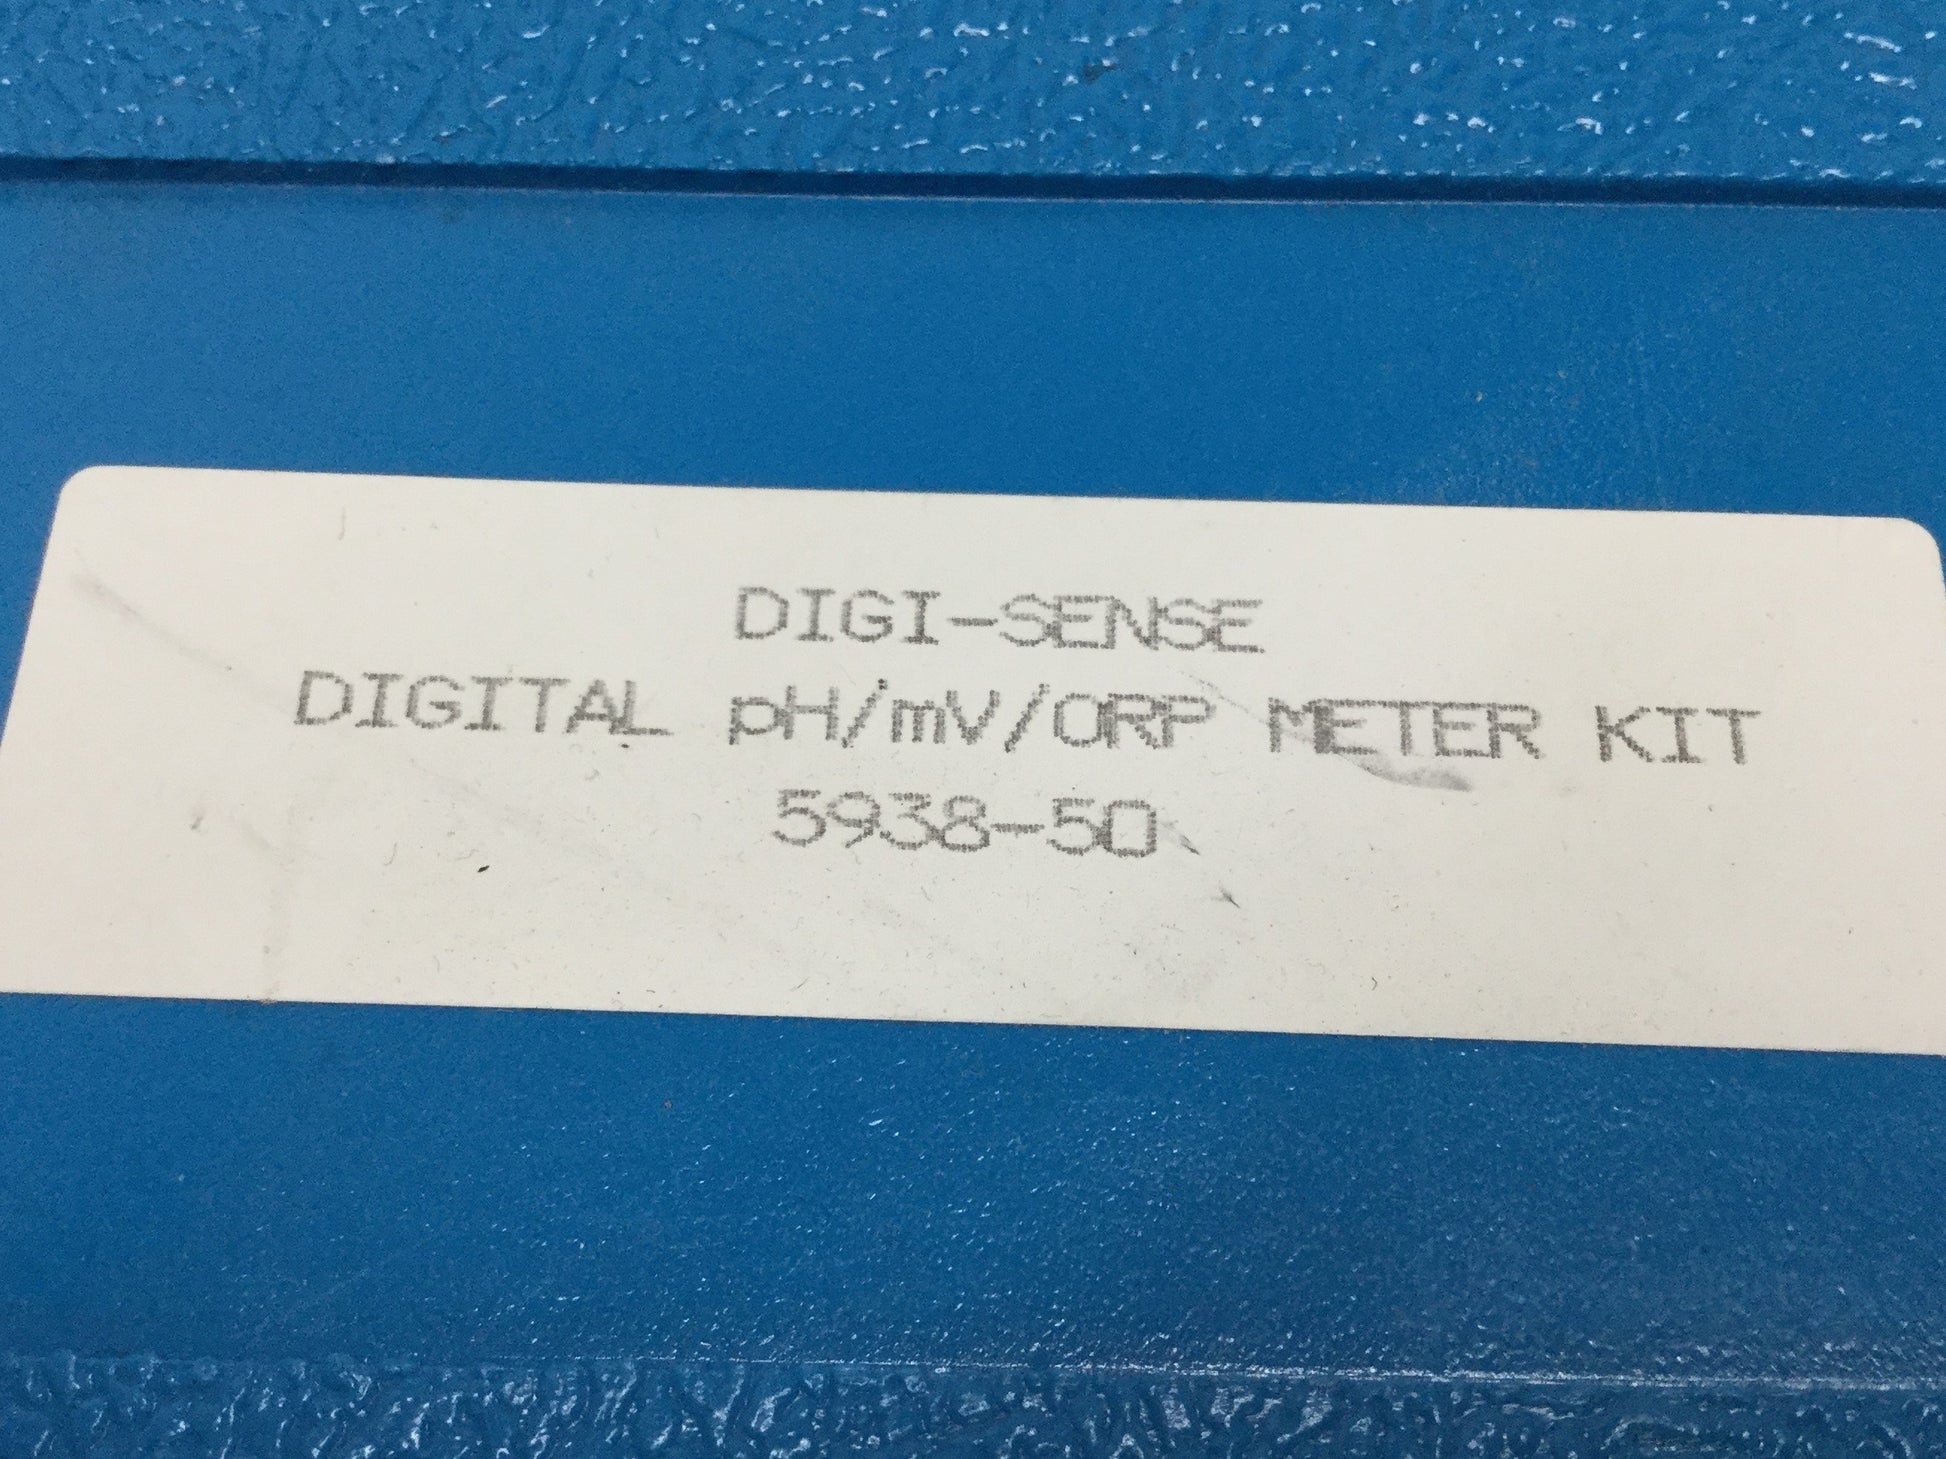 DIGI-SENSE
DIGITAL pH/mV/ORP METER KIT
5938-50